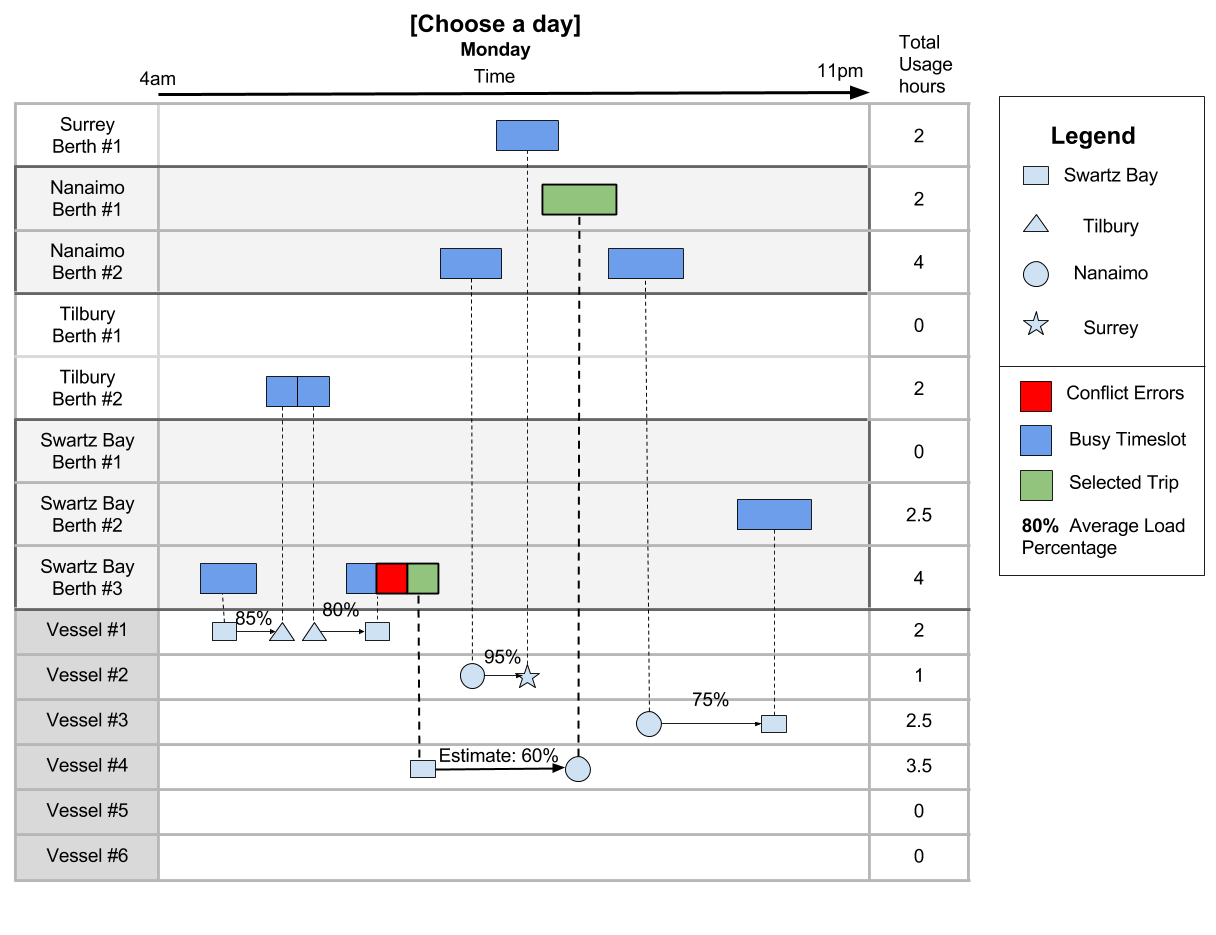 [Choose a day]
Monday
Time
4am
11pm
Total
Usage
hours
Surrey
Berth #1
2
Nanaimo
Berth #1
2
Nanaimo
Berth #2
4
Tilbury
Berth #1
0
Tilbury
Berth #2
2
Swartz Bay
Berth #1
0
Swartz Bay
Berth #2
2.5
Swartz Bay
Berth #3
4
Vessel #1
85%
80%
2
Vessel #2
95%
1
Vessel #3
75%
2.5
Vessel #4
Estimate: 60%
3.5
Vessel #5
0
Vessel #6
0
Legend
Swartz Bay
Tilbury
Nanaimo
Surrey
Conflict Errors
Busy Timeslot
Selected Trip
80% Average Load
Percentage